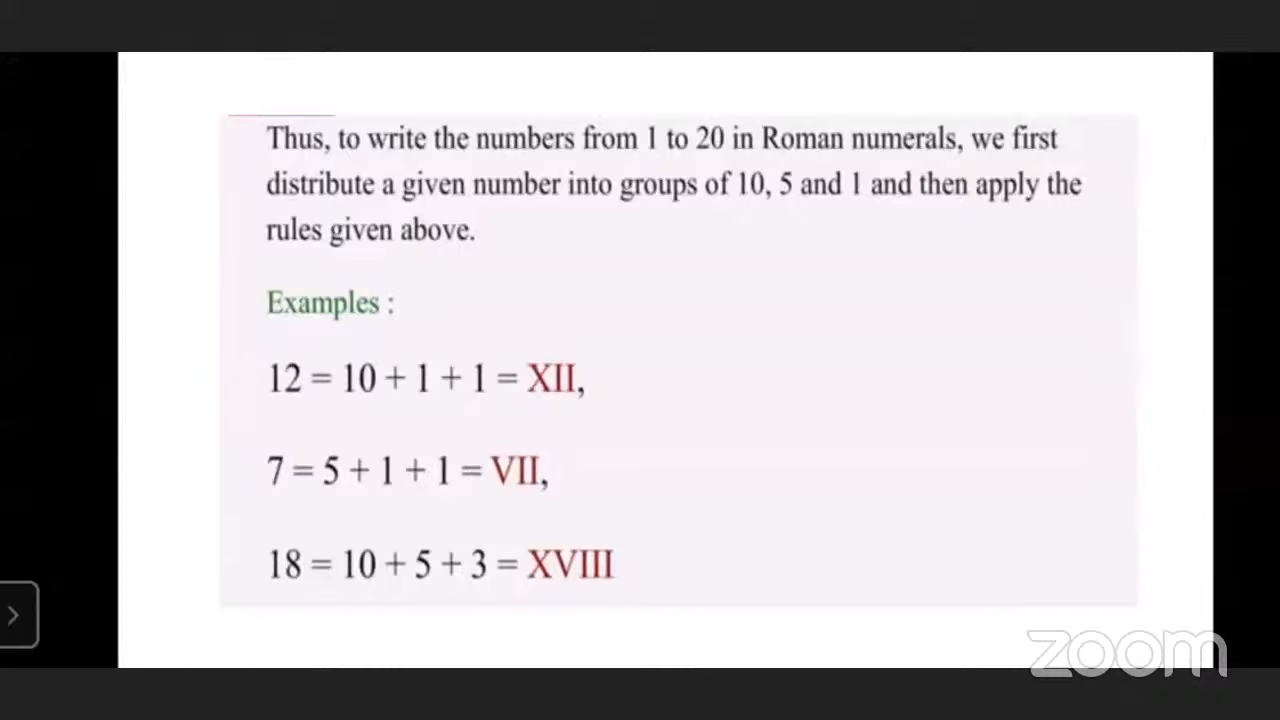 Thus, to write the numbers from 1 to 20 in Roman numerals, we first
distribute a given number into groups of 10, 5 and 1 and then apply the
rules given above.
Examples :
12 = 10 + 1 + 1 = XII,
7 = 5 + 1 + 1 = VII,
18 = 10 + 5 + 3 = XVIII
zoom